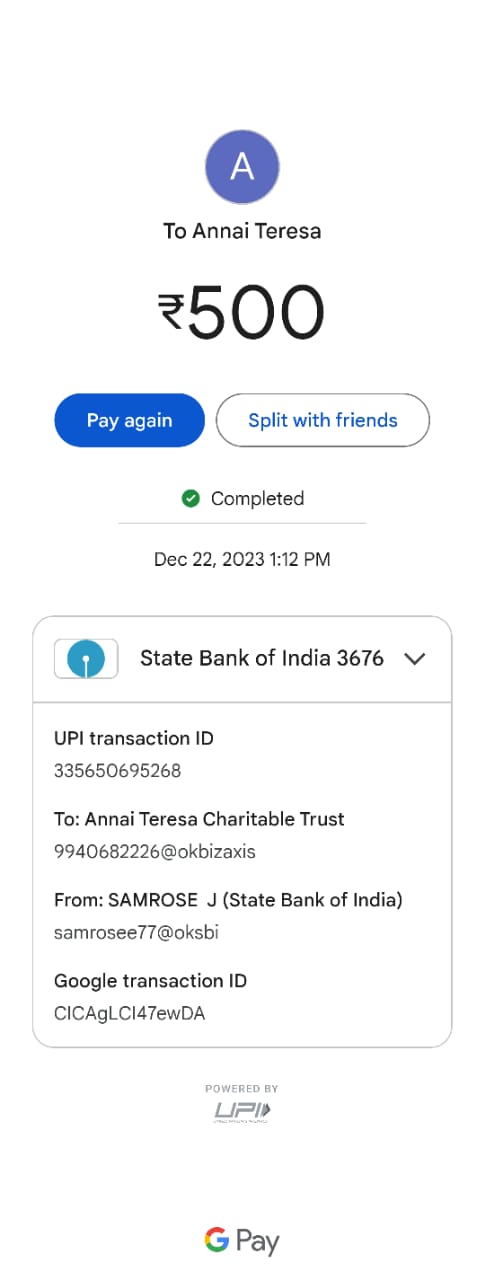 A
To Annai Teresa
₹500
Pay again
Split with friends
Completed
Dec 22, 2023 1:12 PM
State Bank of India 3676
UPI transaction ID
335650695268
To: Annai Teresa Charitable Trust
9940682226@okbizaxis
From: SAMROSE J (State Bank of India)
samrosee77@oksbi
Google transaction ID
CICAgLCI47ewDA
POWERED BY
UPI
G Pay